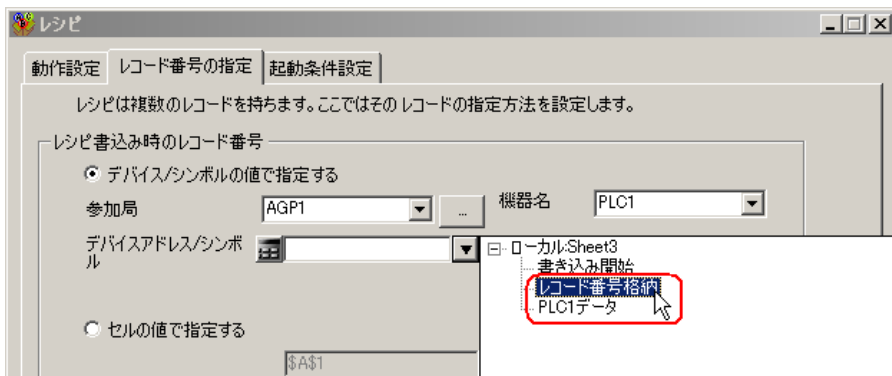 レシピ
動作設定 レコード番号の指定 起動条件設定
レシピは複数のレコードを持ちます。ここではそのレコードの指定方法を設定します。
レシピ書込み時のレコード番号
デバイス/シンボルの値で指定する
参加局 AGP1 ... 機器名 PLC1
デバイスアドレス/シンボ
ル
ローカル:Sheet3
書き込み開始
レコード番号格納
PLC1データ
セルの値で指定する
$A$1